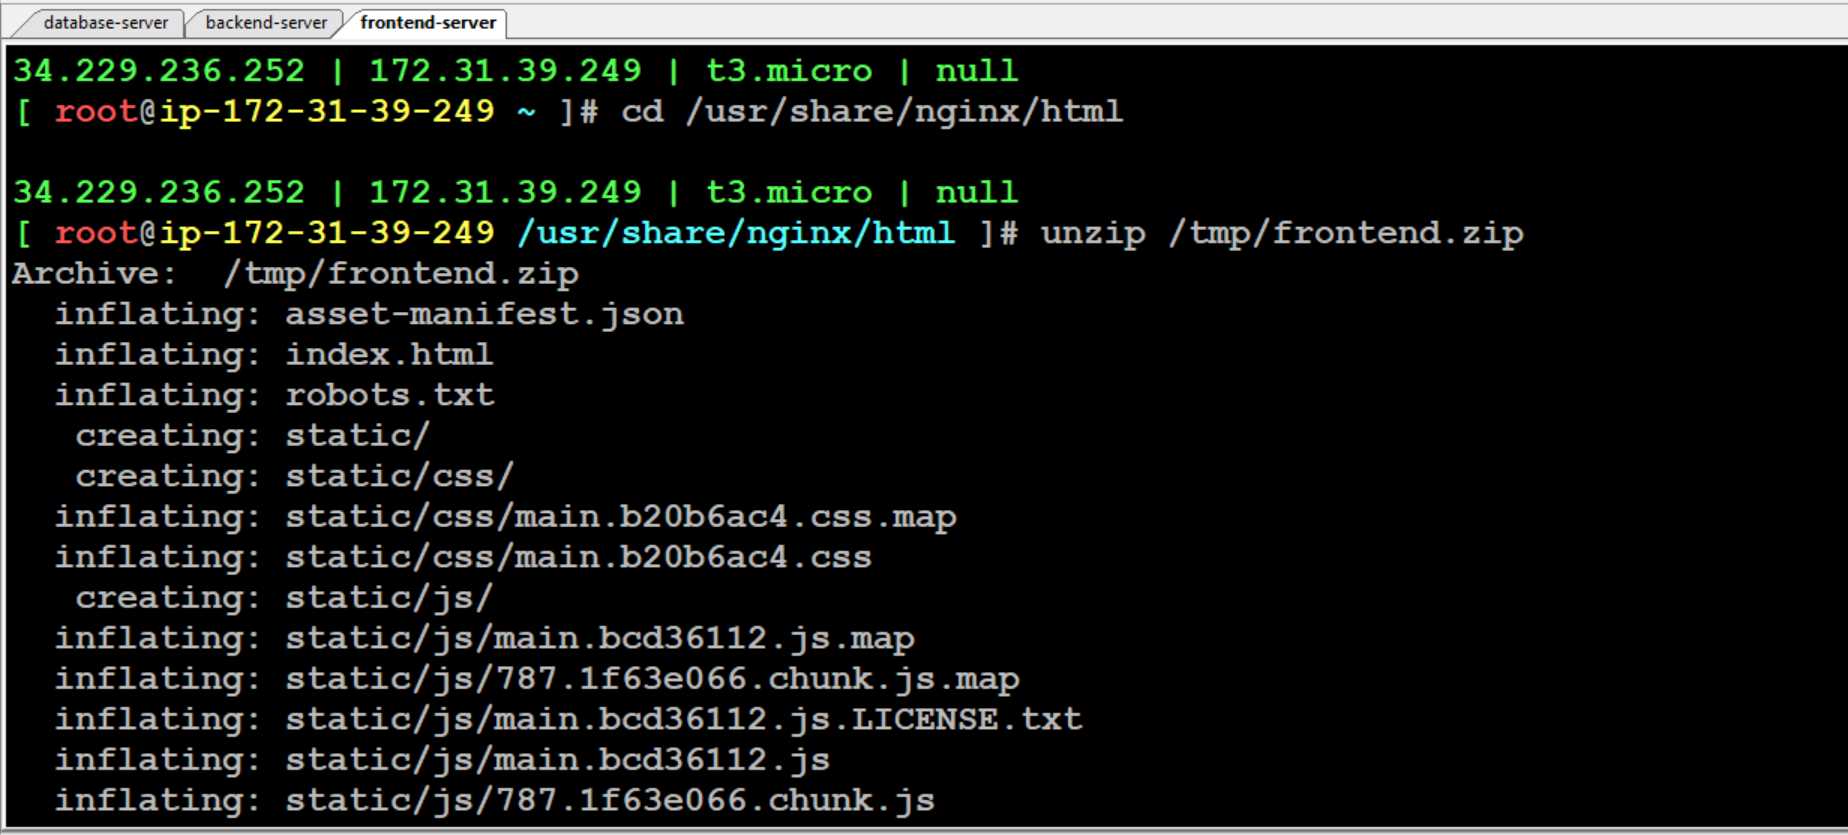 database-server backend-server frontend-server
34.229.236.252 | 172.31.39.249 | t3.micro | null
[ root@ip-172-31-39-249 ~ ]# cd /usr/share/nginx/html
34.229.236.252 | 172.31.39.249 | t3.micro | null
[ root@ip-172-31-39-249 /usr/share/nginx/html ]# unzip /tmp/frontend.zip
Archive:  /tmp/frontend.zip
  inflating: asset-manifest.json
  inflating: index.html
  inflating: robots.txt
   creating: static/
   creating: static/css/
  inflating: static/css/main.b20b6ac4.css.map
  inflating: static/css/main.b20b6ac4.css
   creating: static/js/
  inflating: static/js/main.bcd36112.js.map
  inflating: static/js/787.1f63e066.chunk.js.map
  inflating: static/js/main.bcd36112.js.LICENSE.txt
  inflating: static/js/main.bcd36112.js
  inflating: static/js/787.1f63e066.chunk.js